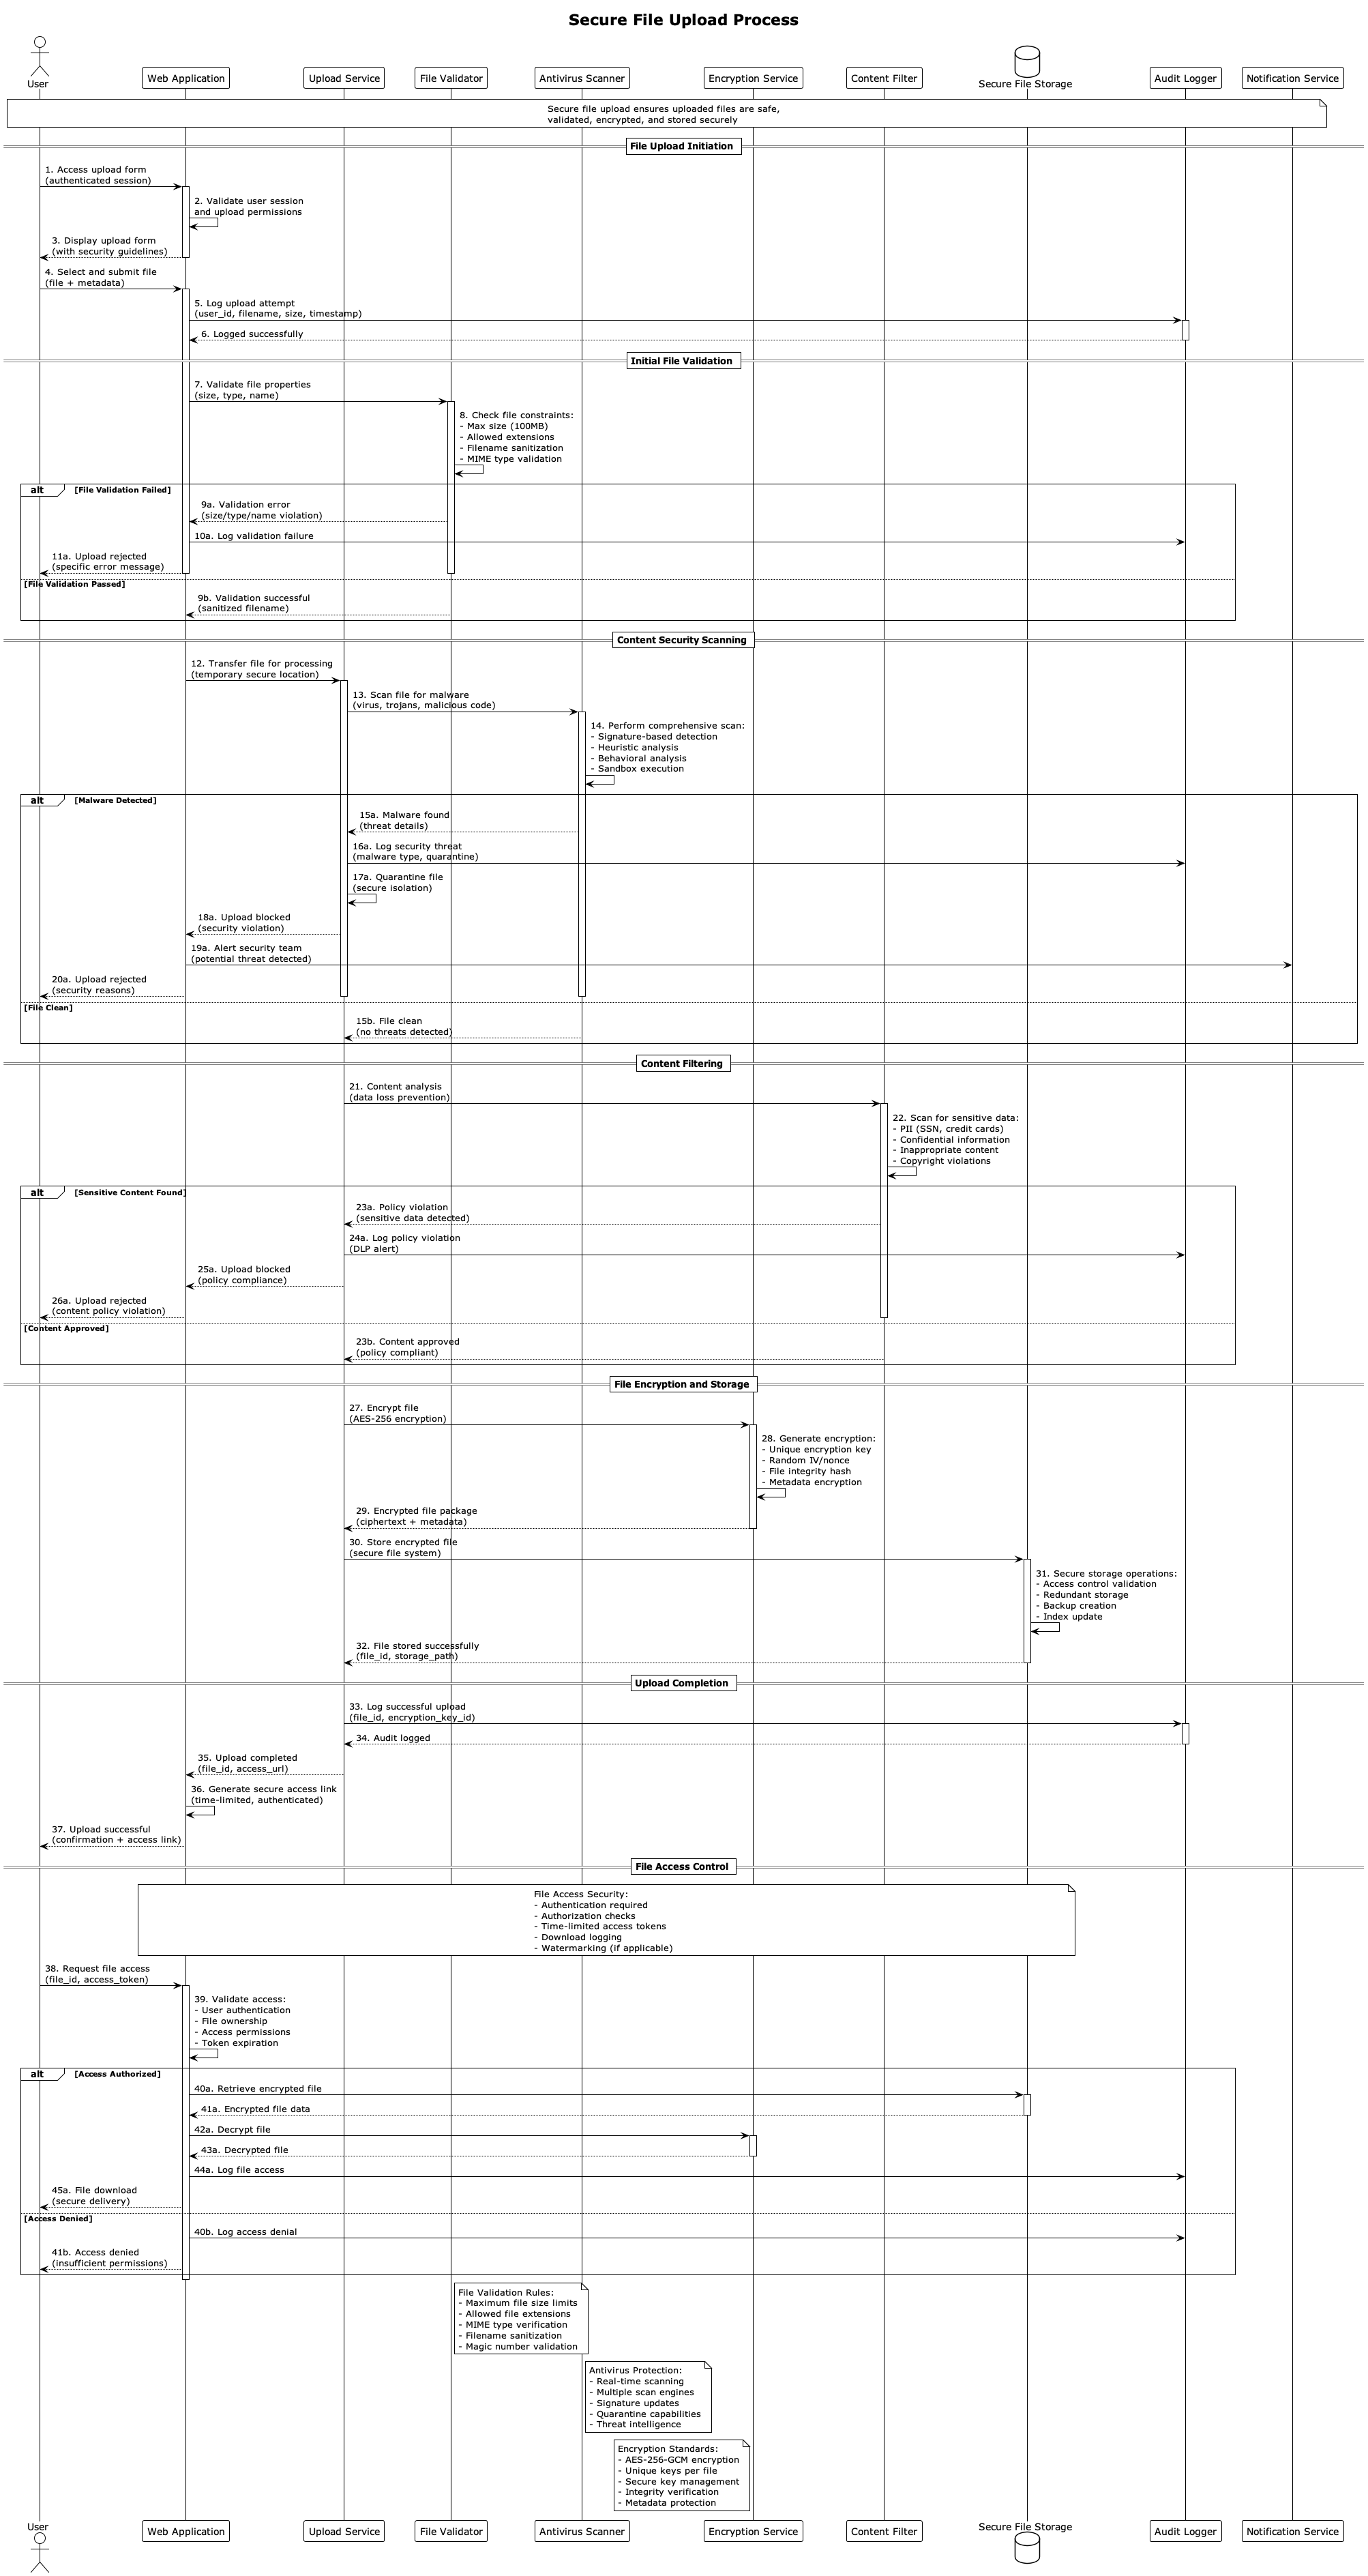 Secure File Upload Process
User
Web Application
Upload Service
File Validator
Antivirus Scanner
Encryption Service
Content Filter
Secure File Storage
Audit Logger
Notification Service
Secure file upload ensures uploaded files are safe,
validated, encrypted, and stored securely
File Upload Initiation
1. Access upload form
(authenticated session)
2. Validate user session
and upload permissions
3. Display upload form
(with security guidelines)
4. Select and submit file
(file + metadata)
5. Log upload attempt
(user_id, filename, size, timestamp)
6. Logged successfully
Initial File Validation
7. Validate file properties
(size, type, name)
8. Check file constraints:
- Max size (100MB)
- Allowed extensions
- Filename sanitization
- MIME type validation
alt
[File Validation Failed]
9a. Validation error
(size/type/name violation)
10a. Log validation failure
11a. Upload rejected
(specific error message)
[File Validation Passed]
9b. Validation successful
(sanitized filename)
Content Security Scanning
12. Transfer file for processing
(temporary secure location)
13. Scan file for malware
(virus, trojans, malicious code)
14. Perform comprehensive scan:
- Signature-based detection
- Heuristic analysis
- Behavioral analysis
- Sandbox execution
alt
[Malware Detected]
15a. Malware found
(threat details)
16a. Log security threat
(malware type, quarantine)
17a. Quarantine file
(secure isolation)
18a. Upload blocked
(security violation)
19a. Alert security team
(potential threat detected)
20a. Upload rejected
(security reasons)
[File Clean]
15b. File clean
(no threats detected)
Content Filtering
21. Content analysis
(data loss prevention)
22. Scan for sensitive data:
- PII (SSN, credit cards)
- Confidential information
- Inappropriate content
- Copyright violations
alt
[Sensitive Content Found]
23a. Policy violation
(sensitive data detected)
24a. Log policy violation
(DLP alert)
25a. Upload blocked
(policy compliance)
26a. Upload rejected
(content policy violation)
[Content Approved]
23b. Content approved
(policy compliant)
File Encryption and Storage
27. Encrypt file
(AES-256 encryption)
28. Generate encryption:
- Unique encryption key
- Random IV/nonce
- File integrity hash
- Metadata encryption
29. Encrypted file package
(ciphertext + metadata)
30. Store encrypted file
(secure file system)
31. Secure storage operations:
- Access control validation
- Redundant storage
- Backup creation
- Index update
32. File stored successfully
(file_id, storage_path)
Upload Completion
33. Log successful upload
(file_id, encryption_key_id)
34. Audit logged
35. Upload completed
(file_id, access_url)
36. Generate secure access link
(time-limited, authenticated)
37. Upload successful
(confirmation + access link)
File Access Control
File Access Security:
- Authentication required
- Authorization checks
- Time-limited access tokens
- Download logging
- Watermarking (if applicable)
38. Request file access
(file_id, access_token)
39. Validate access:
- User authentication
- File ownership
- Access permissions
- Token expiration
alt
[Access Authorized]
40a. Retrieve encrypted file
41a. Encrypted file data
42a. Decrypt file
43a. Decrypted file
44a. Log file access
45a. File download
(secure delivery)
[Access Denied]
40b. Log access denial
41b. Access denied
(insufficient permissions)
File Validation Rules:
- Maximum file size limits
- Allowed file extensions
- MIME type verification
- Filename sanitization
- Magic number validation
Antivirus Protection:
- Real-time scanning
- Multiple scan engines
- Signature updates
- Quarantine capabilities
- Threat intelligence
Encryption Standards:
- AES-256-GCM encryption
- Unique keys per file
- Secure key management
- Integrity verification
- Metadata protection
User
Web Application
Upload Service
File Validator
Antivirus Scanner
Encryption Service
Content Filter
Secure File Storage
Audit Logger
Notification Service